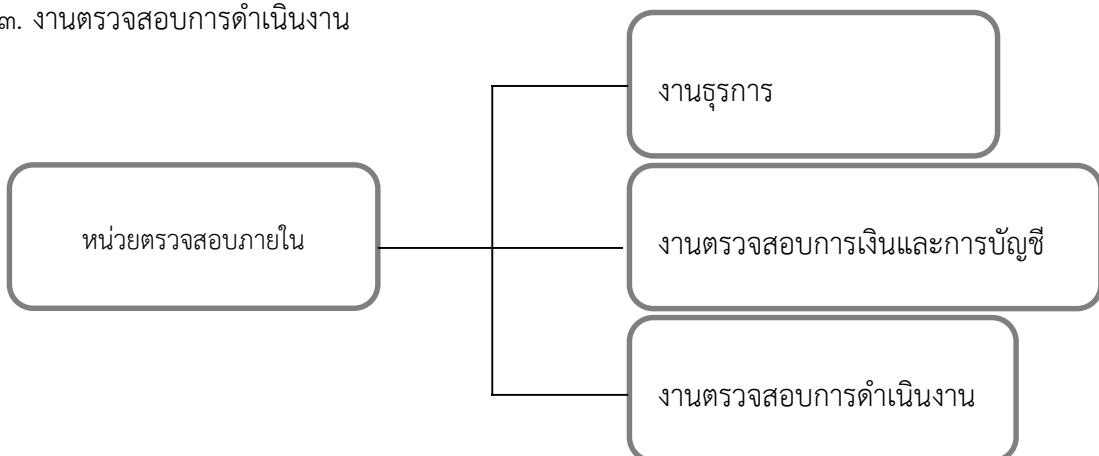 ๓. งานตรวจสอบการดำเนินงาน
งานธุรการ
หน่วยตรวจสอบภายใน
งานตรวจสอบการเงินและการบัญชี
งานตรวจสอบการดำเนินงาน